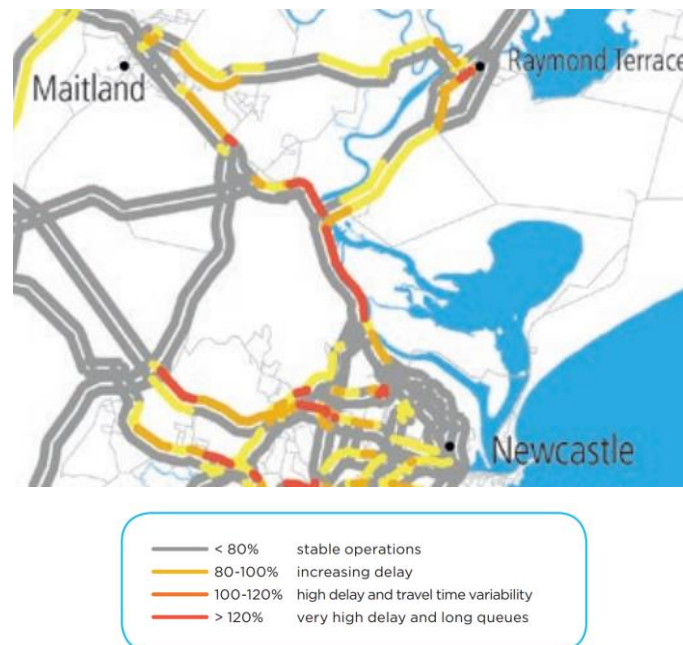 Maitland
Raymond Terrace
Newcastle
< 80% stable operations
80-100% increasing delay
100-120% high delay and travel time variability
> 120% very high delay and long queues